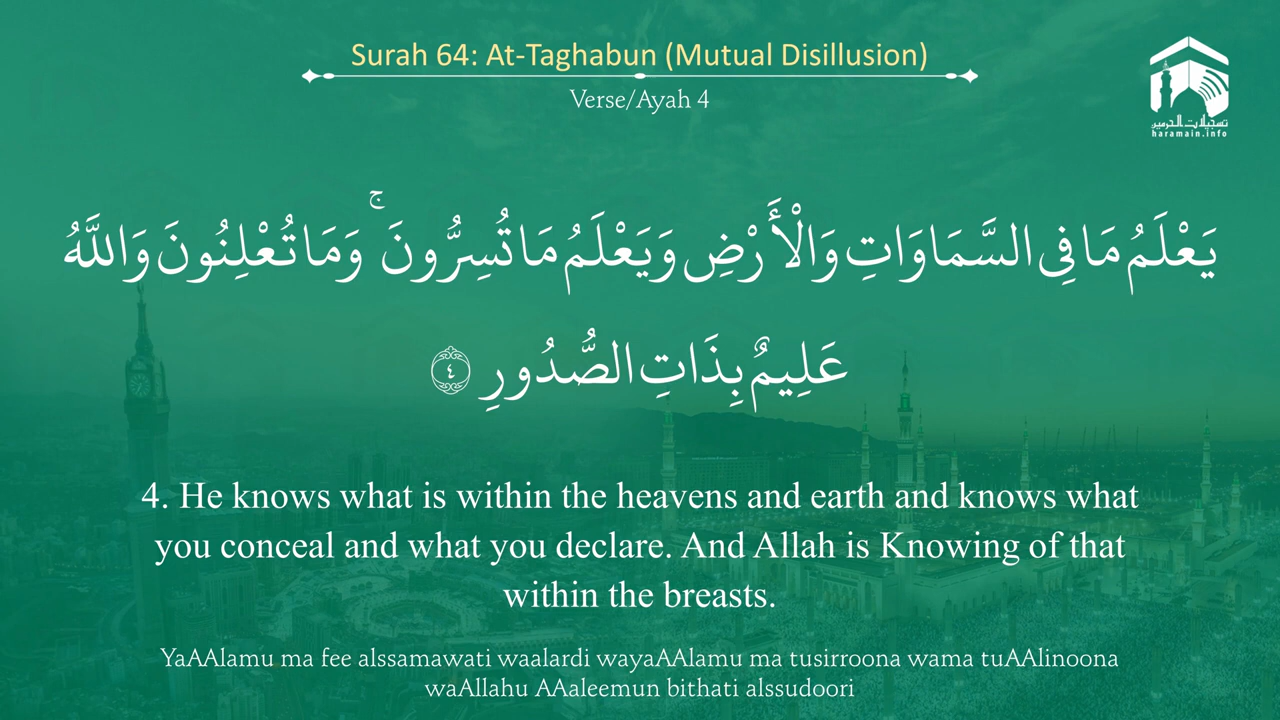 Surah 64: At-Taghabun (Mutual Disillusion)
Verse/Ayah 4
تسجيلات الحرمين
haramain.info
يَعْلَمُ مَا فِي السَّمَاوَاتِ وَالْأَرْضِ وَيَعْلَمُ مَا تُسِرُّونَ ۚ وَمَا تُعْلِنُونَ وَاللَّهُ
عَلِيمٌ بِذَاتِ الصُّدُورِ ٤
4. He knows what is within the heavens and earth and knows what
you conceal and what you declare. And Allah is Knowing of that
within the breasts.
YaAAlamu ma fee alssamawati waalardi wayaAAlamu ma tusirroona wama tuAAlinoona
waAllahu AAaleemun bithati alssudoori